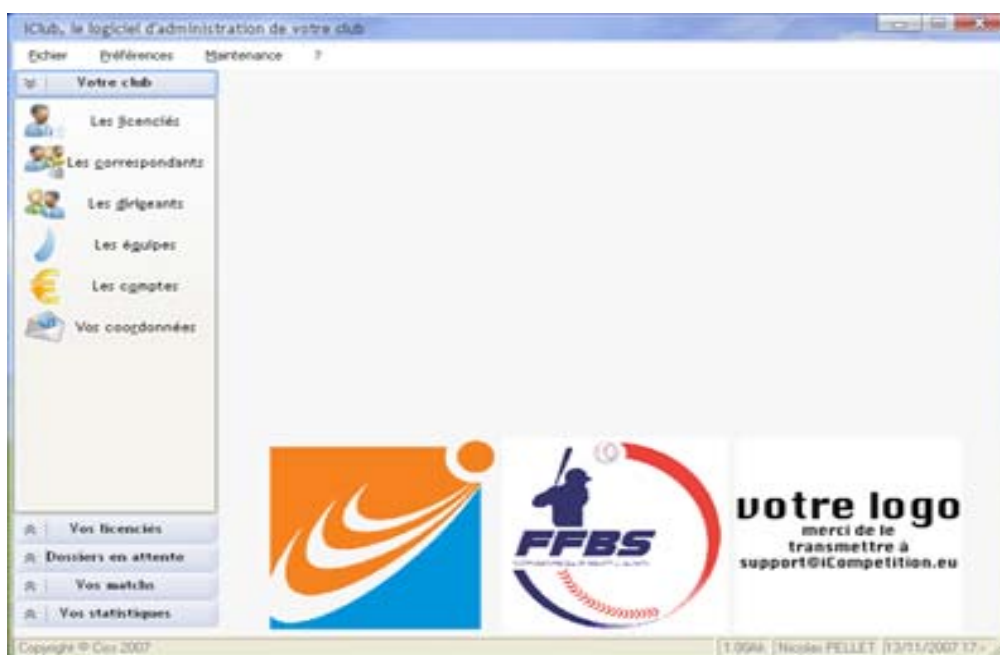 iClub, le logiciel d'administration de votre club
Fichier Préférences Maintenance ?
Votre club
Les licenciés
Les correspondants
Les dirigeants
Les équipes
Les comptes
Vos coordonnées
Vos licenciés
Dossiers en attente
Vos matchs
Vos statistiques
FFBS
votre logo
merci de le
transmettre à
support@iCompetition.eu
Copyright © 2007
Nicolas PELLET 13/11/2007 17